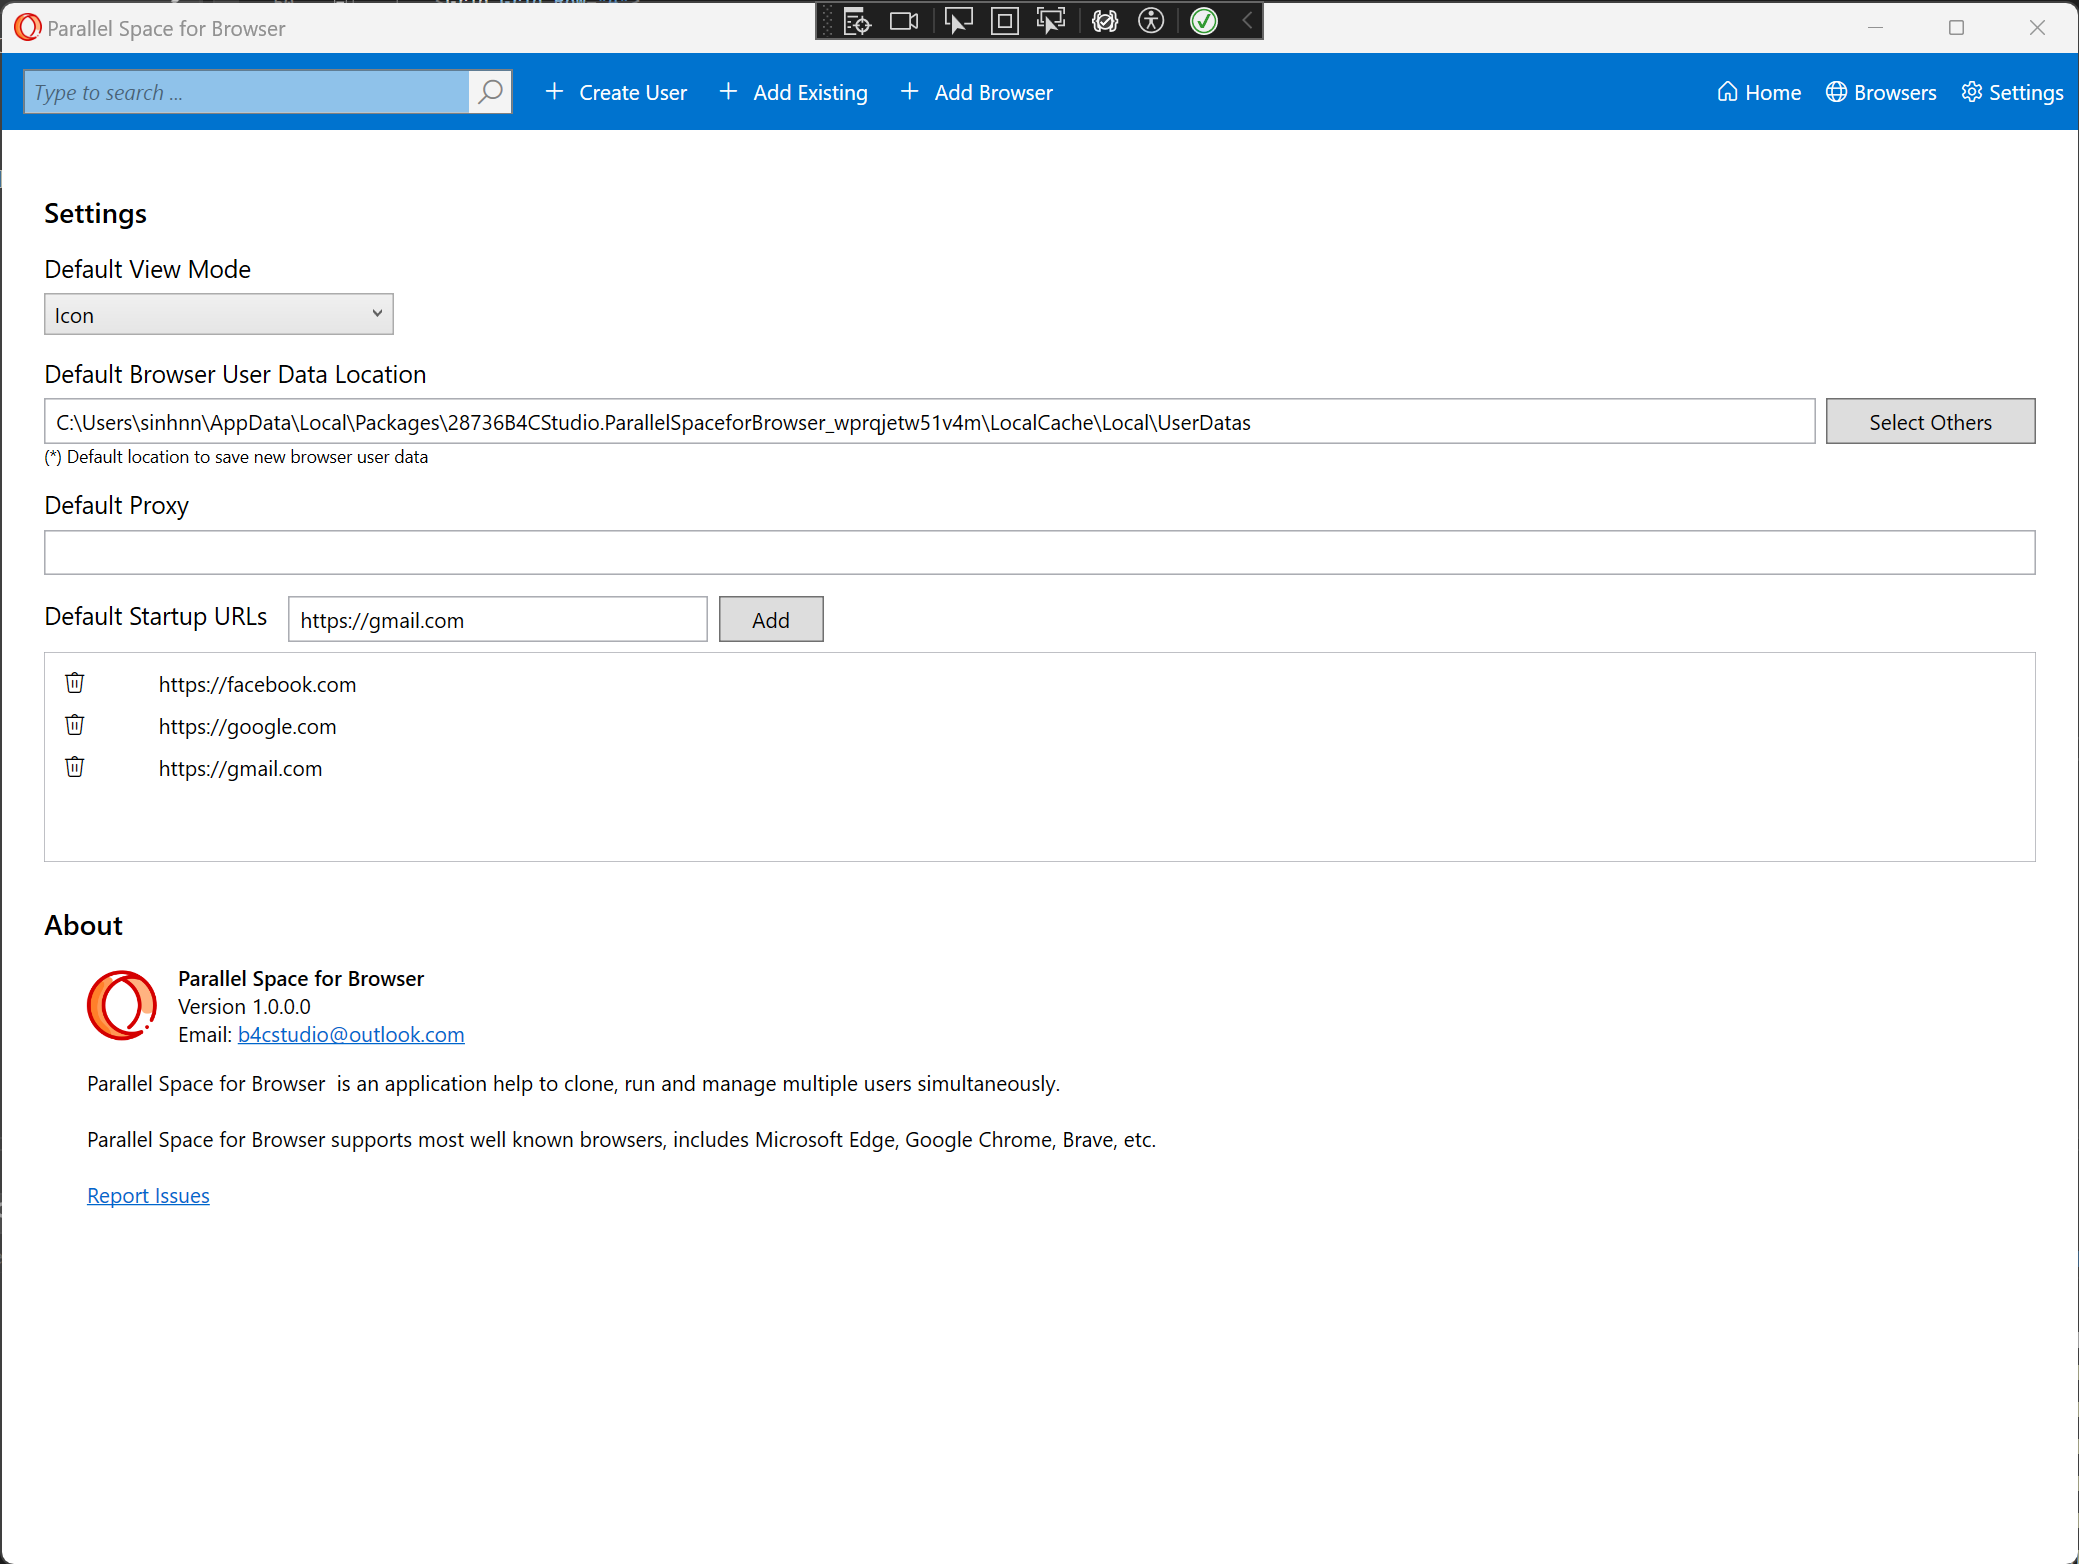 Parallel Space for Browser
Type to search ...
Create User
Add Existing
Add Browser
Home
Browsers
Settings
Settings
Default View Mode
Icon
Default Browser User Data Location
C:\Users\sinhnn\AppData\Local\Packages\28736B4CStudio.ParallelSpaceforBrowser_wprqjetw51v4m\LocalCache\Local\UserDatas
Select Others
(*) Default location to save new browser user data
Default Proxy
Default Startup URLs
https://gmail.com
Add
https://facebook.com
https://google.com
https://gmail.com
About
Parallel Space for Browser
Version 1.0.0.0
Email: b4cstudio@outlook.com
Parallel Space for Browser  is an application help to clone, run and manage multiple users simultaneously.
Parallel Space for Browser supports most well known browsers, includes Microsoft Edge, Google Chrome, Brave, etc.
Report Issues